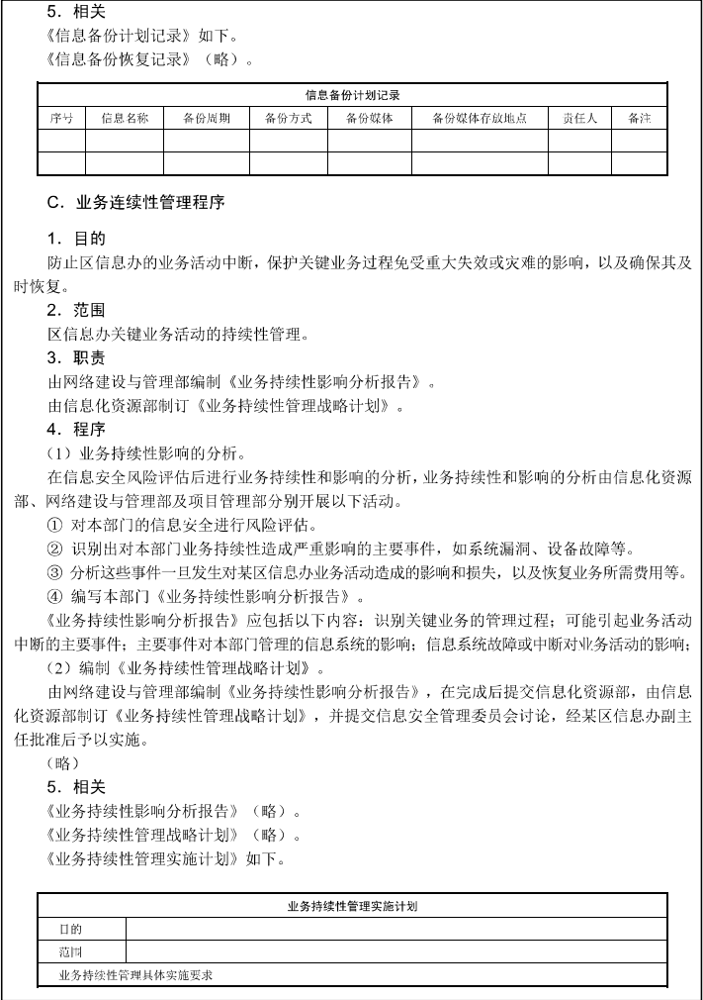 5．相关
《信息备份计划记录》如下。
《信息备份恢复记录》（略）。
信息备份计划记录
序号 信息名称 备份周期 备份方式 备份媒体 备份媒体存放地点 责任人 备注
C．业务连续性管理程序
1．目的
防止区信息办的业务活动中断，保护关键业务过程免受重大失效或灾难的影响，以及确保其及
时恢复。
2．范围
区信息办关键业务活动的持续性管理。
3．职责
由网络建设与管理部编制《业务持续性影响分析报告》。
由信息化资源部制订《业务持续性管理战略计划》。
4．程序
（1）业务持续性影响的分析。
在信息安全风险评估后进行业务持续性和影响的分析，业务持续性和影响的分析由信息化资源
部、网络建设与管理部及项目管理部分别开展以下活动。
① 对本部门的信息安全进行风险评估。
② 识别出对本部门业务持续性造成严重影响的主要事件，如系统漏洞、设备故障等。
③ 分析这些事件一旦发生对某区信息办业务活动造成的影响和损失，以及恢复业务所需费用等。
④ 编写本部门《业务持续性影响分析报告》。
《业务持续性影响分析报告》应包括以下内容：识别关键业务的管理过程；可能引起业务活动
中断的主要事件；主要事件对本部门管理的信息系统的影响；信息系统故障或中断对业务活动的影响；
（2）编制《业务持续性管理战略计划》。
由网络建设与管理部编制《业务持续性影响分析报告》，在完成后提交信息化资源部，由信息
化资源部制订《业务持续性管理战略计划》，并提交信息安全管理委员会讨论，经某区信息办副主
任批准后予以实施。
（略）
5．相关
《业务持续性影响分析报告》（略）。
《业务持续性管理战略计划》（略）。
《业务持续性管理实施计划》如下。
业务持续性管理实施计划
目的
范围
业务持续性管理具体实施要求